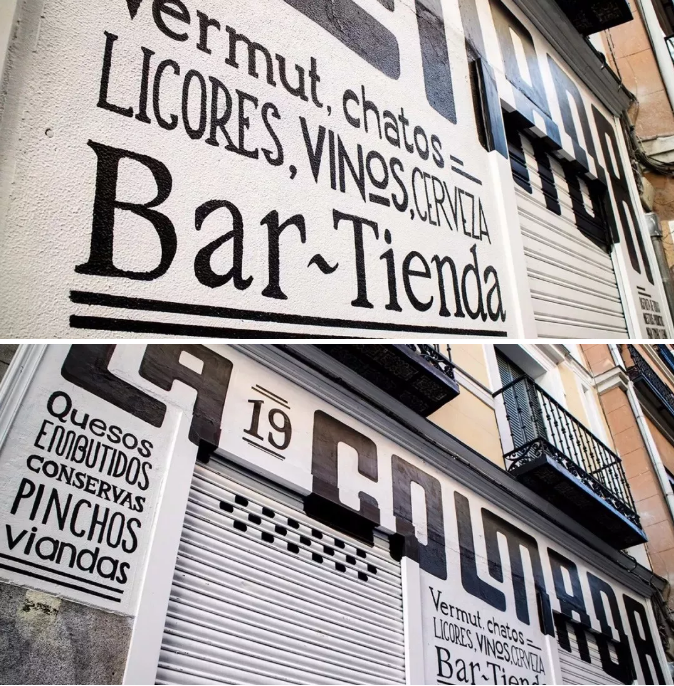 Vermut, chatos
LICORES, VINOS, CERVEZA
Bar~Tienda
LA
19
COLMADA
Quesos
EMBUTIDOS
CONSERVAS
PINCHOS
viandas
Vermut, chatos
LICORES, VINOS, CERVEZA
Bar~Tienda